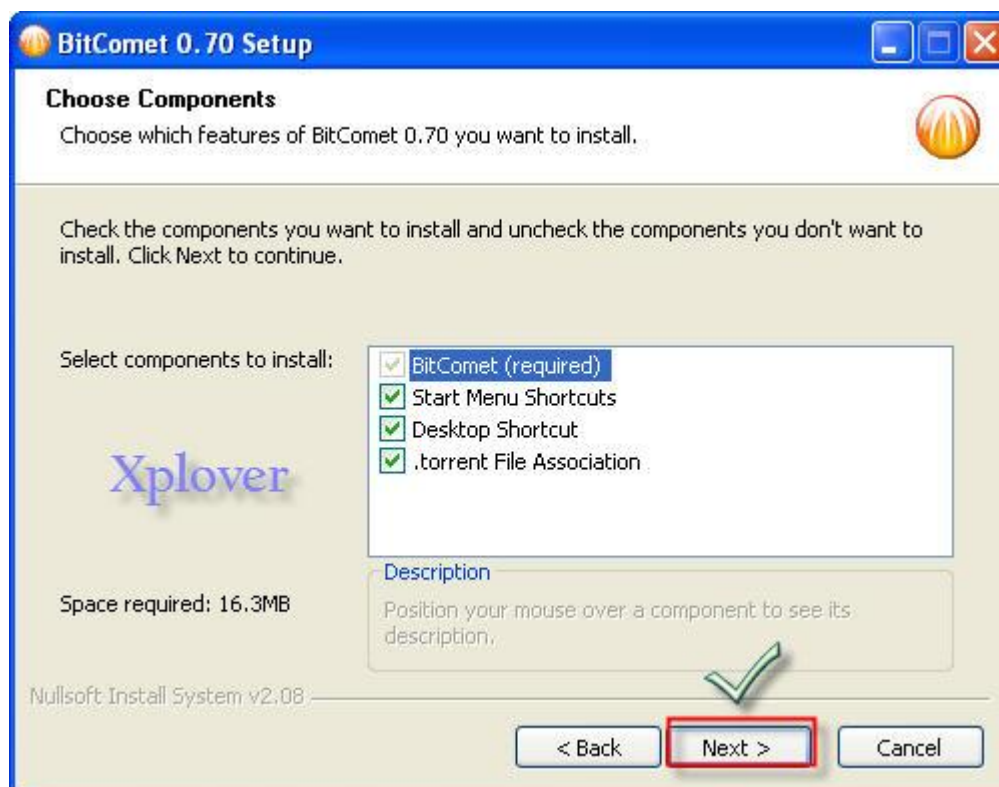 BitComet 0.70 Setup
Choose Components
Choose which features of BitComet 0.70 you want to install.
Check the components you want to install and uncheck the components you don't want to
install. Click Next to continue.
Select components to install:
BitComet (required)
Start Menu Shortcuts
Desktop Shortcut
.torrent File Association
Xplover
Space required: 16.3MB
Description
Position your mouse over a component to see its
description.
Nullsoft Install System v2.08
< Back Next > Cancel